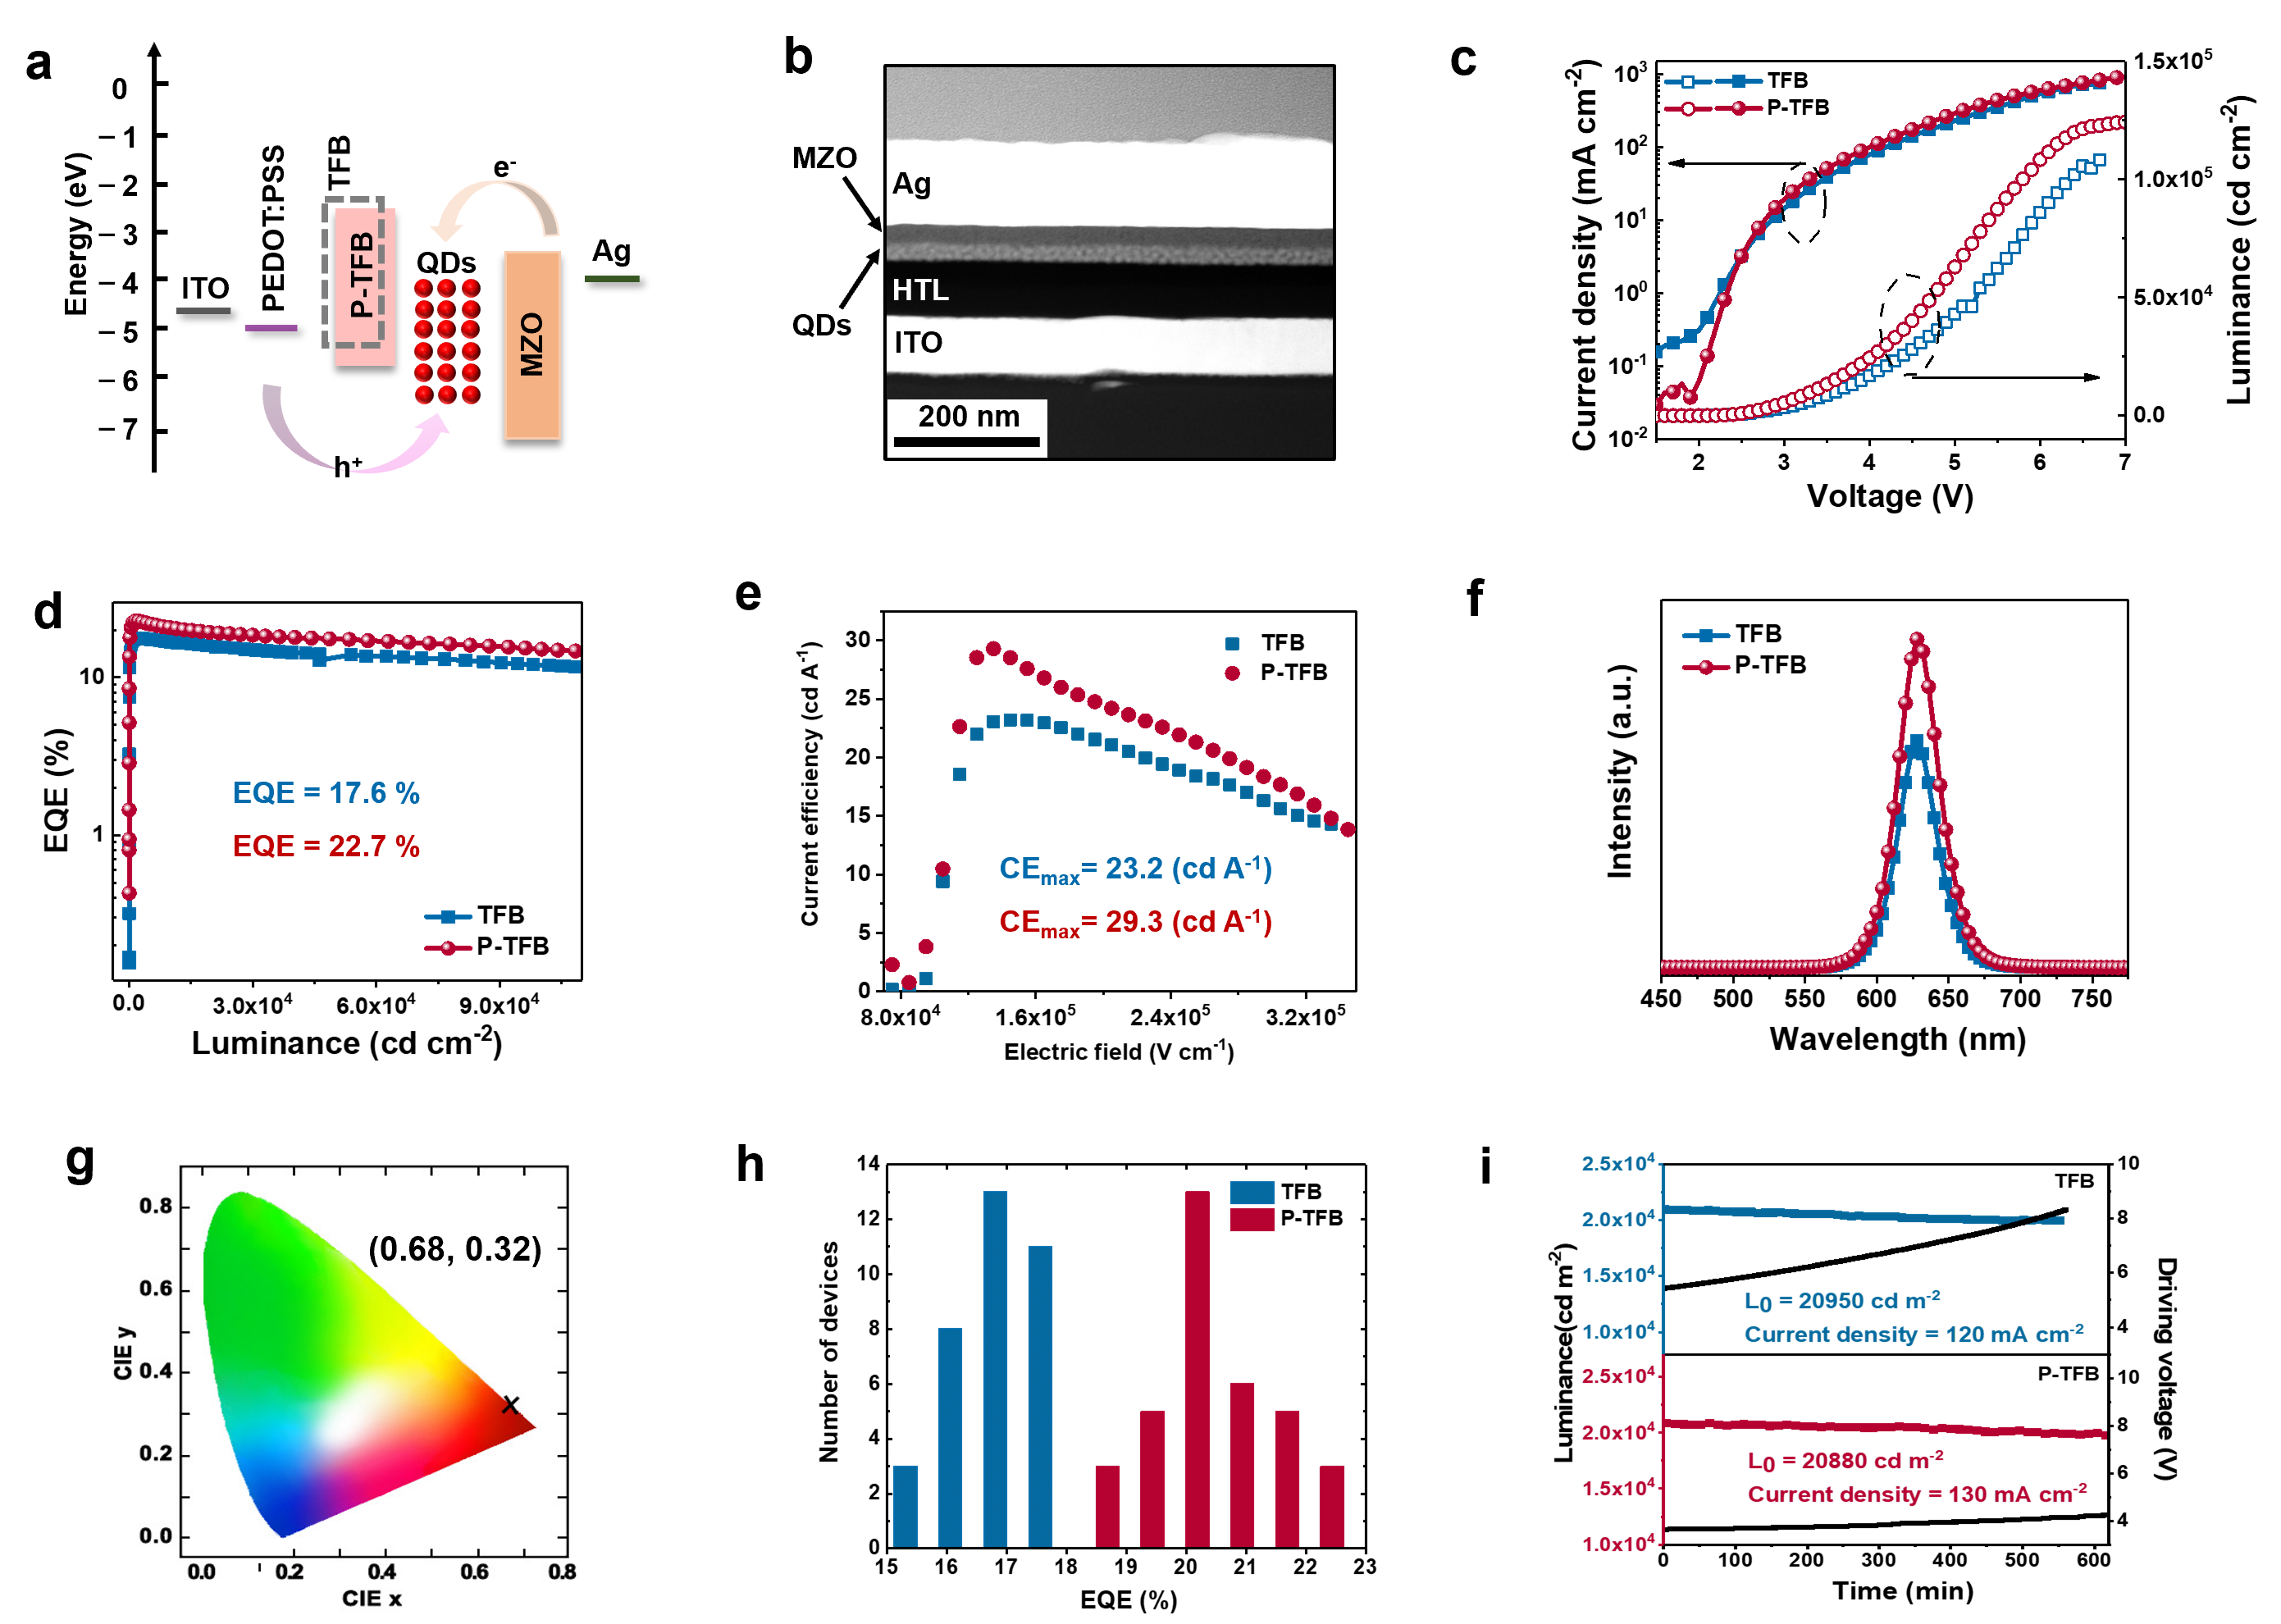 a
Energy (eV)
0
− 1
− 2
− 3
− 4
− 5
− 6
− 7
ITO
PEDOT:PSS
TFB
P-TFB
QDs
e-
h+
MZO
Ag
b
MZO
QDs
Ag
HTL
ITO
200 nm
c
TFB
P-TFB
Current density (mA cm-2)
10^3
10^2
10^1
10^0
10^-1
10^-2
1.5x10^5
1.0x10^5
5.0x10^4
0.0
Luminance (cd cm-2)
2 3 4 5 6 7
Voltage (V)
d
EQE (%)
10
1
EQE = 17.6 %
EQE = 22.7 %
TFB
P-TFB
0.0 3.0x10^4 6.0x10^4 9.0x10^4
Luminance (cd cm-2)
e
Current efficiency (cd A-1)
30
25
20
15
10
5
0
TFB
P-TFB
CEmax= 23.2 (cd A-1)
CEmax= 29.3 (cd A-1)
8.0x10^4 1.6x10^5 2.4x10^5 3.2x10^5
Electric field (V cm-1)
f
Intensity (a.u.)
TFB
P-TFB
450 500 550 600 650 700 750
Wavelength (nm)
g
CIE y
0.8
0.6
0.4
0.2
0.0
(0.68, 0.32)
0.0 0.2 0.4 0.6 0.8
CIE x
h
Number of devices
14
12
10
8
6
4
2
0
TFB
P-TFB
15 16 17 18 19 20 21 22 23
EQE (%)
i
Luminance(cd m-2)
2.5x10^4
2.0x10^4
1.5x10^4
1.0x10^4
TFB
L0 = 20950 cd m-2
Current density = 120 mA cm-2
10
8
6
4
2.5x10^4
2.0x10^4
1.5x10^4
1.0x10^4
P-TFB
L0 = 20880 cd m-2
Current density = 130 mA cm-2
10
8
6
4
Driving voltage (V)
0 100 200 300 400 500 600
Time (min)